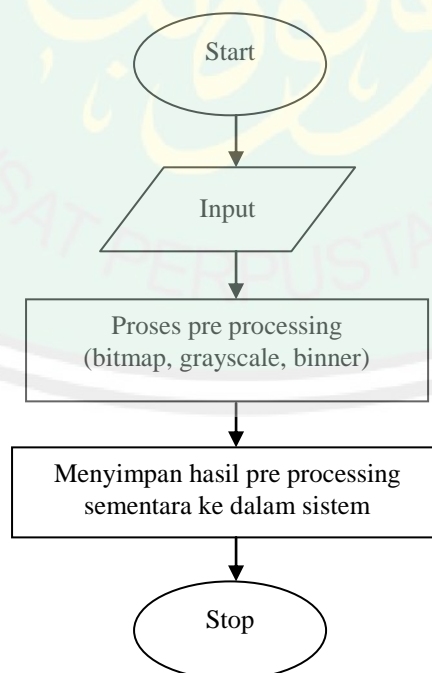 Start
Input
Proses pre processing
(bitmap, grayscale, binner)
Menyimpan hasil pre processing
sementara ke dalam sistem
Stop